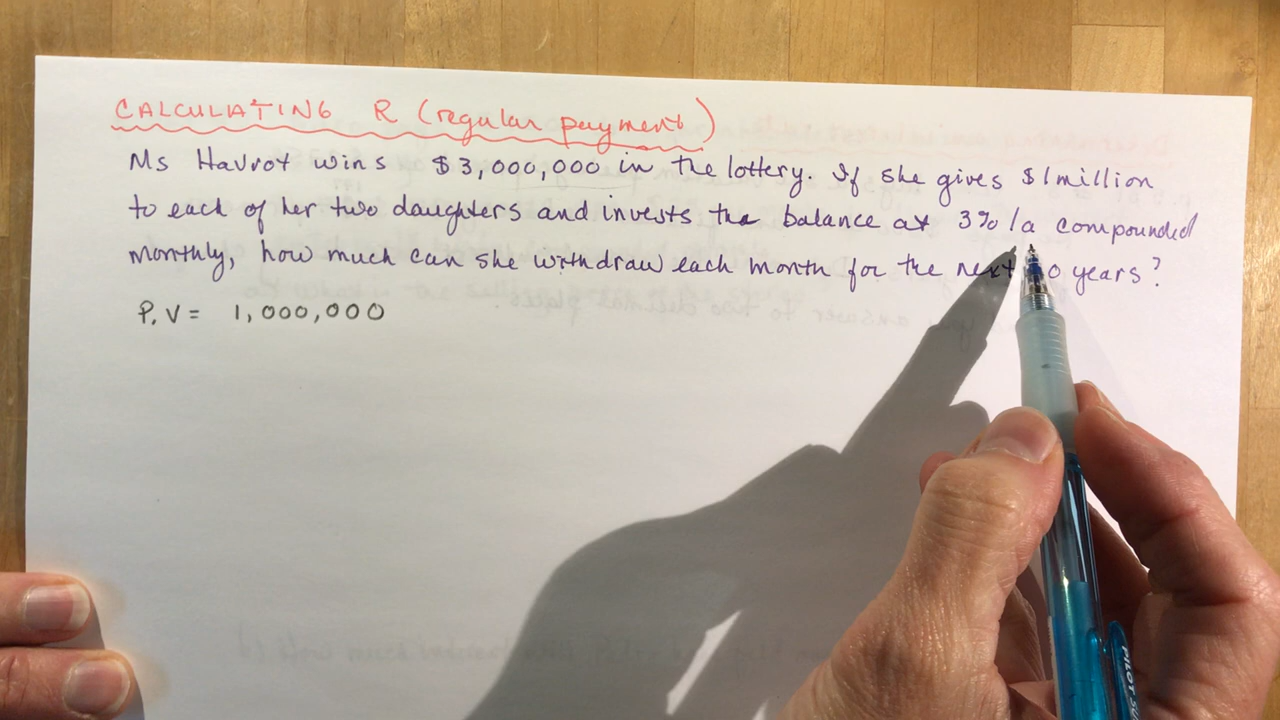 CALCULATING R (regular payment)
Ms Havrot wins $3,000,000 in the lottery. If she gives $1 million
to each of her two daughters and invests the balance at 3% /a compounded
monthly, how much can she withdraw each month for the next years?
P.V = 1,000,000
PILOT